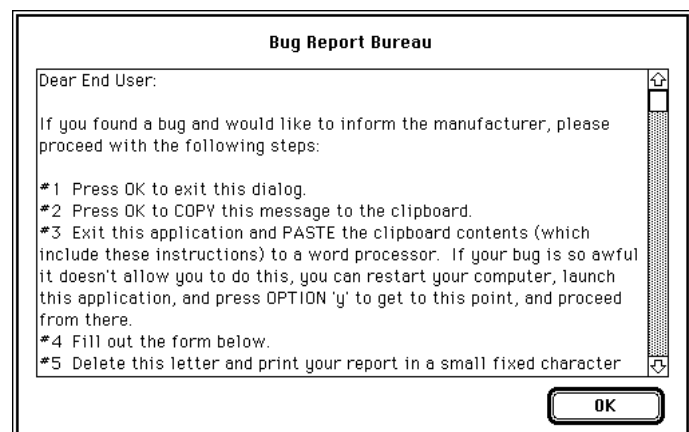 Bug Report Bureau
Dear End User:
If you found a bug and would like to inform the manufacturer, please
proceed with the following steps:
#1 Press OK to exit this dialog.
#2 Press OK to COPY this message to the clipboard.
#3 Exit this application and PASTE the clipboard contents (which
include these instructions) to a word processor. If your bug is so awful
it doesn't allow you to do this, you can restart your computer, launch
this application, and press OPTION 'y' to get to this point, and proceed
from there.
#4 Fill out the form below.
#5 Delete this letter and print your report in a small fixed character
OK